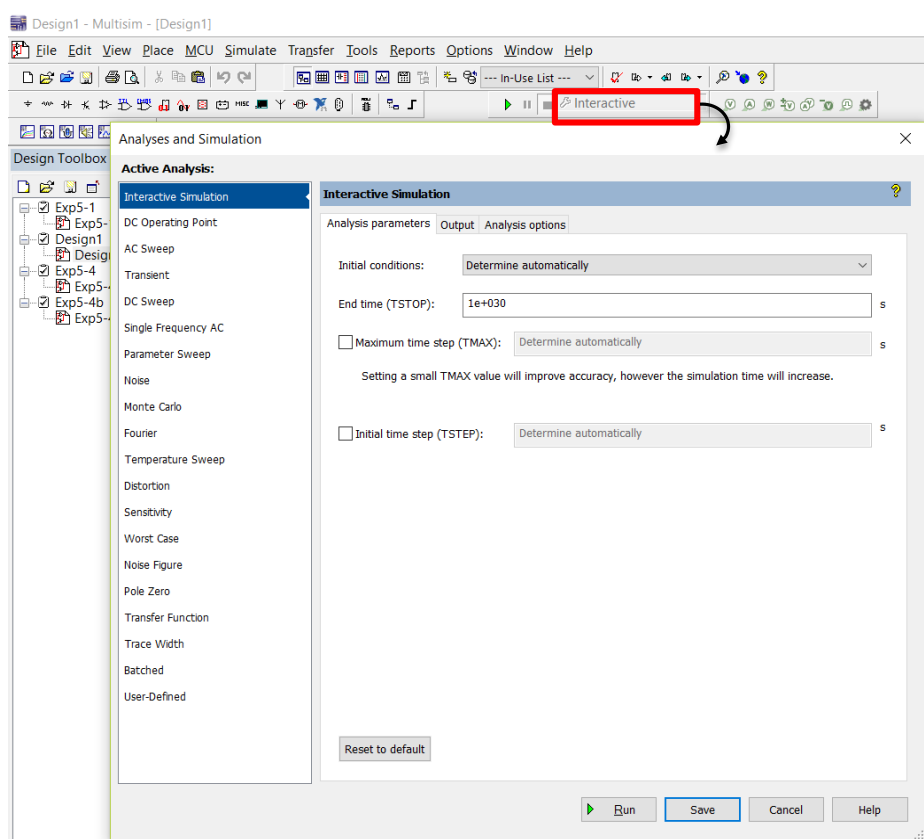 Design1 - Multisim - [Design1]
File Edit View Place MCU Simulate Transfer Tools Reports Options Window Help
--- In-Use List ---
MISC Interactive
Design Toolbox
Analyses and Simulation
Active Analysis:
Exp5-1
Exp5-
Design1
Desig
Exp5-4
Exp5-
Exp5-4b
Exp5-
Interactive Simulation
DC Operating Point
AC Sweep
Transient
DC Sweep
Single Frequency AC
Parameter Sweep
Noise
Monte Carlo
Fourier
Temperature Sweep
Distortion
Sensitivity
Worst Case
Noise Figure
Pole Zero
Transfer Function
Trace Width
Batched
User-Defined
Interactive Simulation
Analysis parameters Output Analysis options
Initial conditions: Determine automatically
End time (TSTOP): 1e+030 s
Maximum time step (TMAX): Determine automatically s
Setting a small TMAX value will improve accuracy, however the simulation time will increase.
Initial time step (TSTEP): Determine automatically s
Reset to default
Run Save Cancel Help